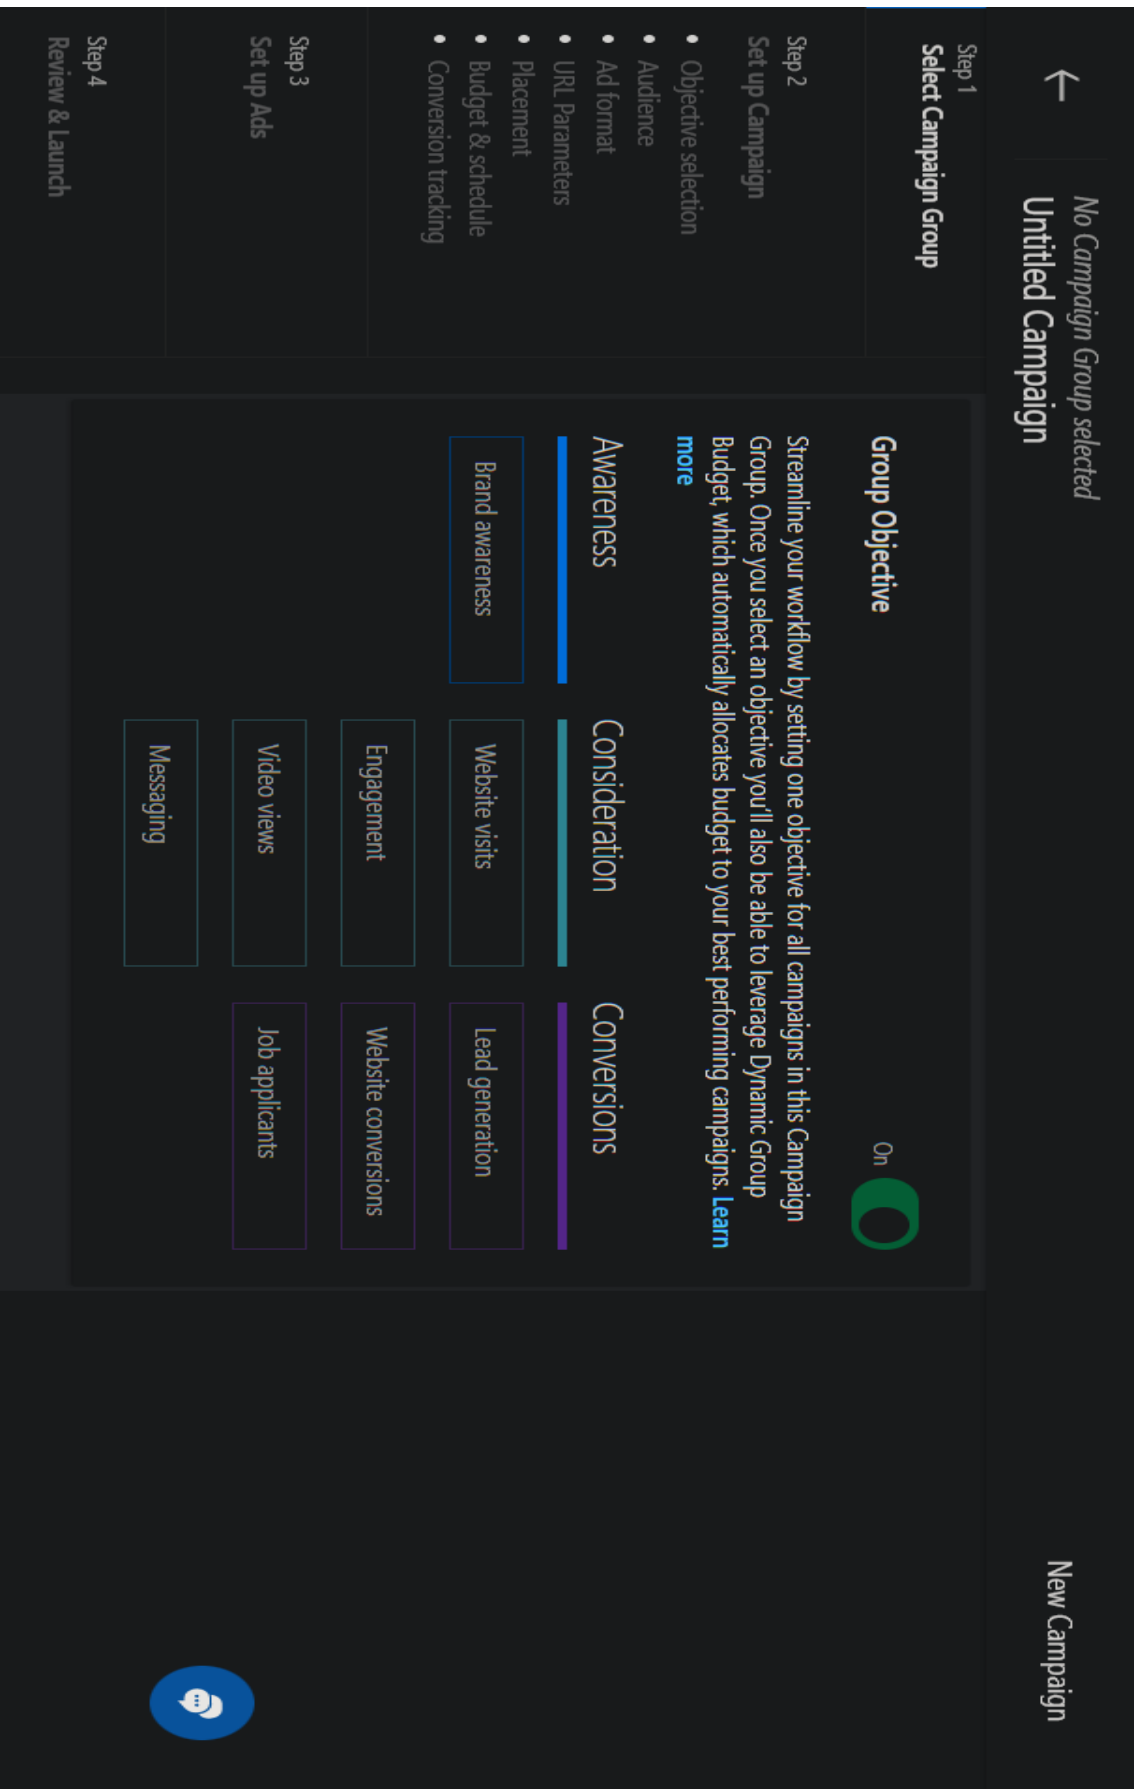 No Campaign Group selected
Untitled Campaign
New Campaign
Step 1
Select Campaign Group
Step 2
Set up Campaign
Objective selection
Audience
Ad format
URL Parameters
Placement
Budget & schedule
Conversion tracking
Step 3
Set up Ads
Step 4
Review & Launch
Group Objective
On
Streamline your workflow by setting one objective for all campaigns in this Campaign
Group. Once you select an objective you'll also be able to leverage Dynamic Group
Budget, which automatically allocates budget to your best performing campaigns. Learn
more
Awareness
Brand awareness
Consideration
Website visits
Engagement
Video views
Messaging
Conversions
Lead generation
Website conversions
Job applicants